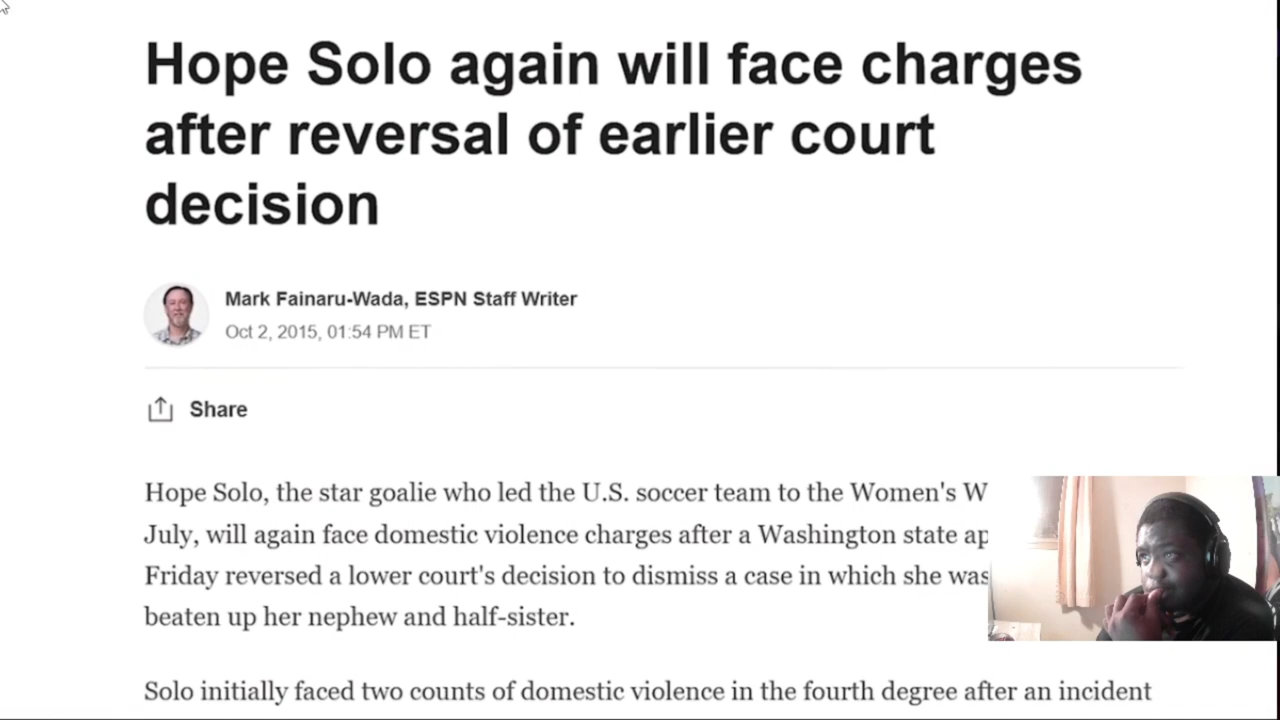 Hope Solo again will face charges
after reversal of earlier court
decision
Mark Fainaru-Wada, ESPN Staff Writer
Oct 2, 2015, 01:54 PM ET
Share
Hope Solo, the star goalie who led the U.S. soccer team to the Women's W
July, will again face domestic violence charges after a Washington state ap
Friday reversed a lower court's decision to dismiss a case in which she was
beaten up her nephew and half-sister.
Solo initially faced two counts of domestic violence in the fourth degree after an incident